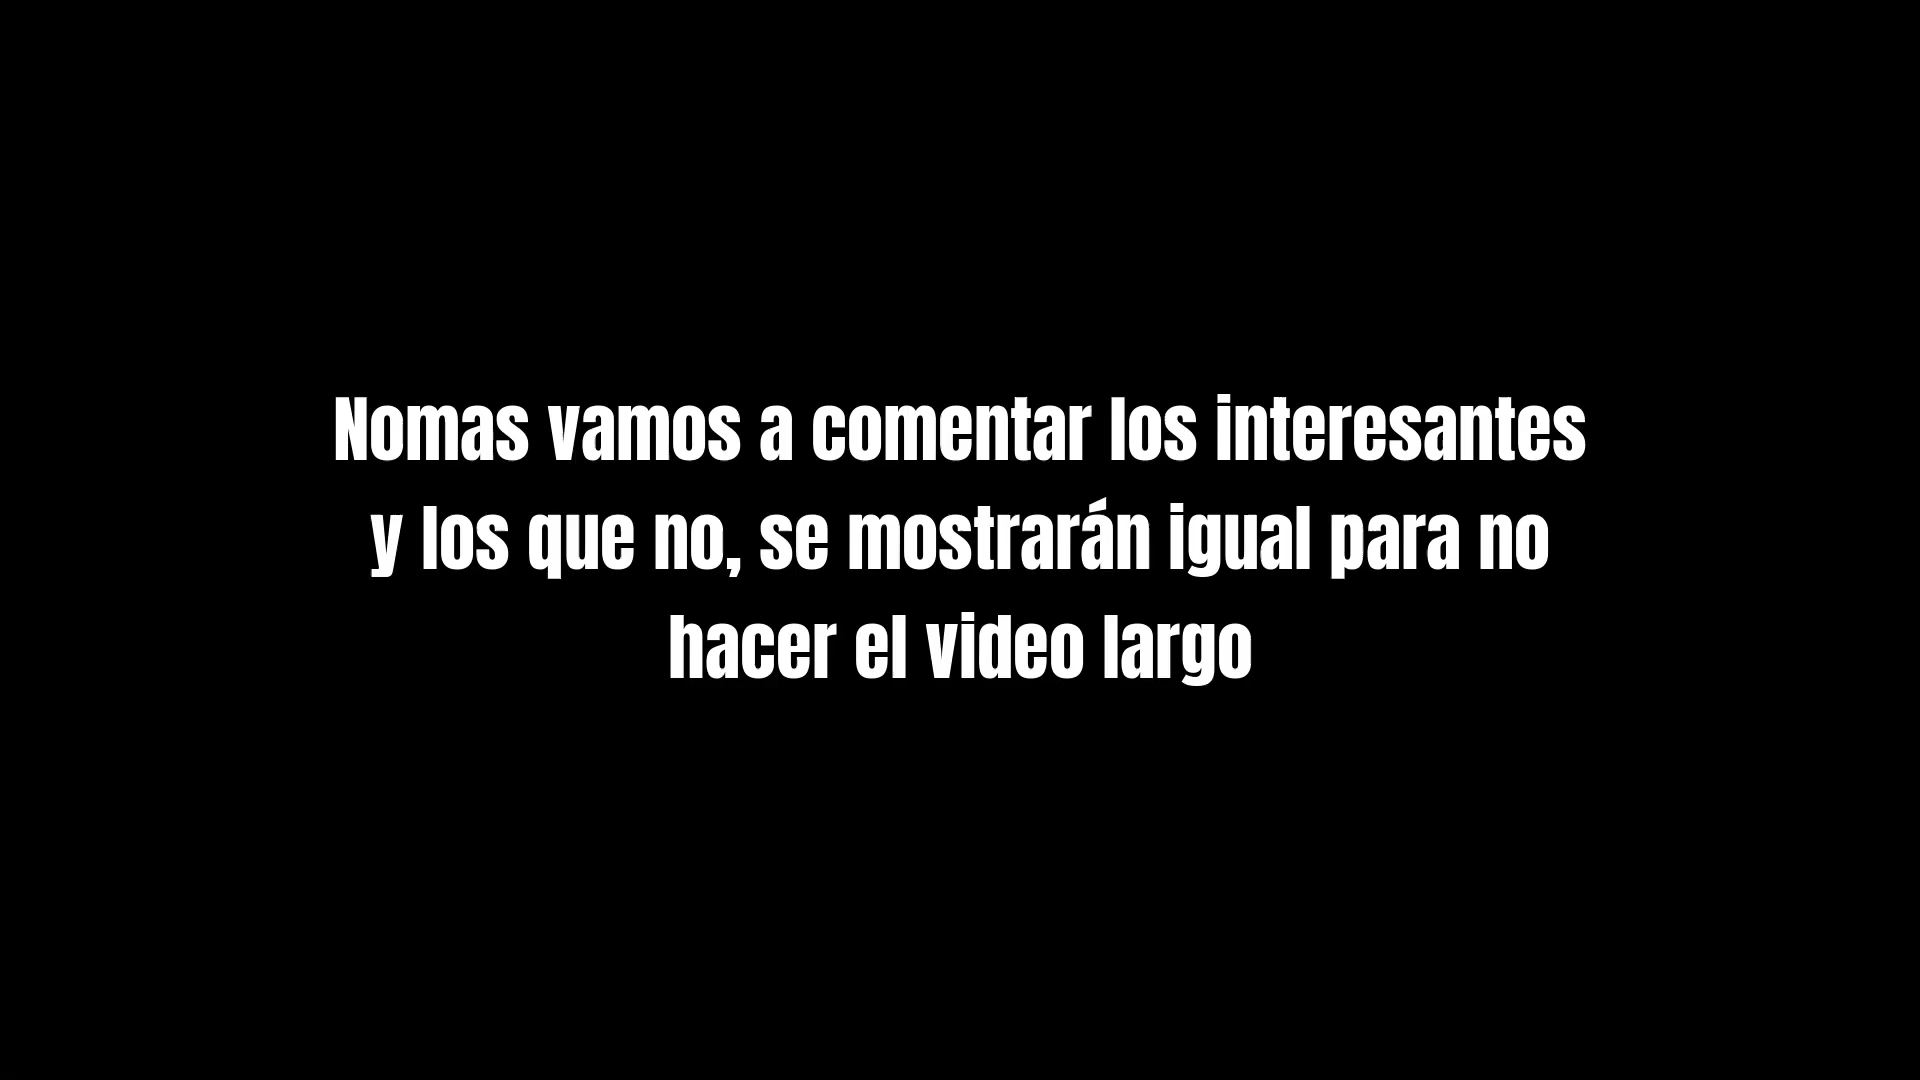 Nomas vamos a comentar los interesantes
y los que no, se mostrarán igual para no
hacer el video largo